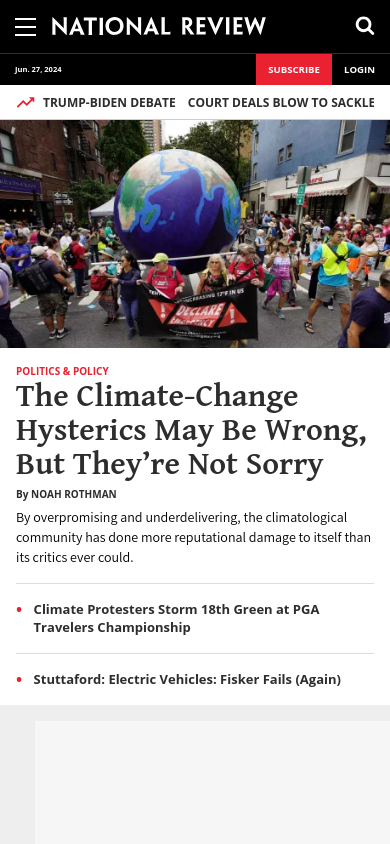 NATIONAL REVIEW
Jun. 27, 2024
SUBSCRIBE
LOGIN
TRUMP-BIDEN DEBATE
COURT DEALS BLOW TO SACKLE
DECLARE
EMERGENCY
POLITICS & POLICY
The Climate-Change
Hysterics May Be Wrong,
But They’re Not Sorry
By NOAH ROTHMAN
By overpromising and underdelivering, the climatological
community has done more reputational damage to itself than
its critics ever could.
• Climate Protesters Storm 18th Green at PGA
Travelers Championship
• Stuttaford: Electric Vehicles: Fisker Fails (Again)